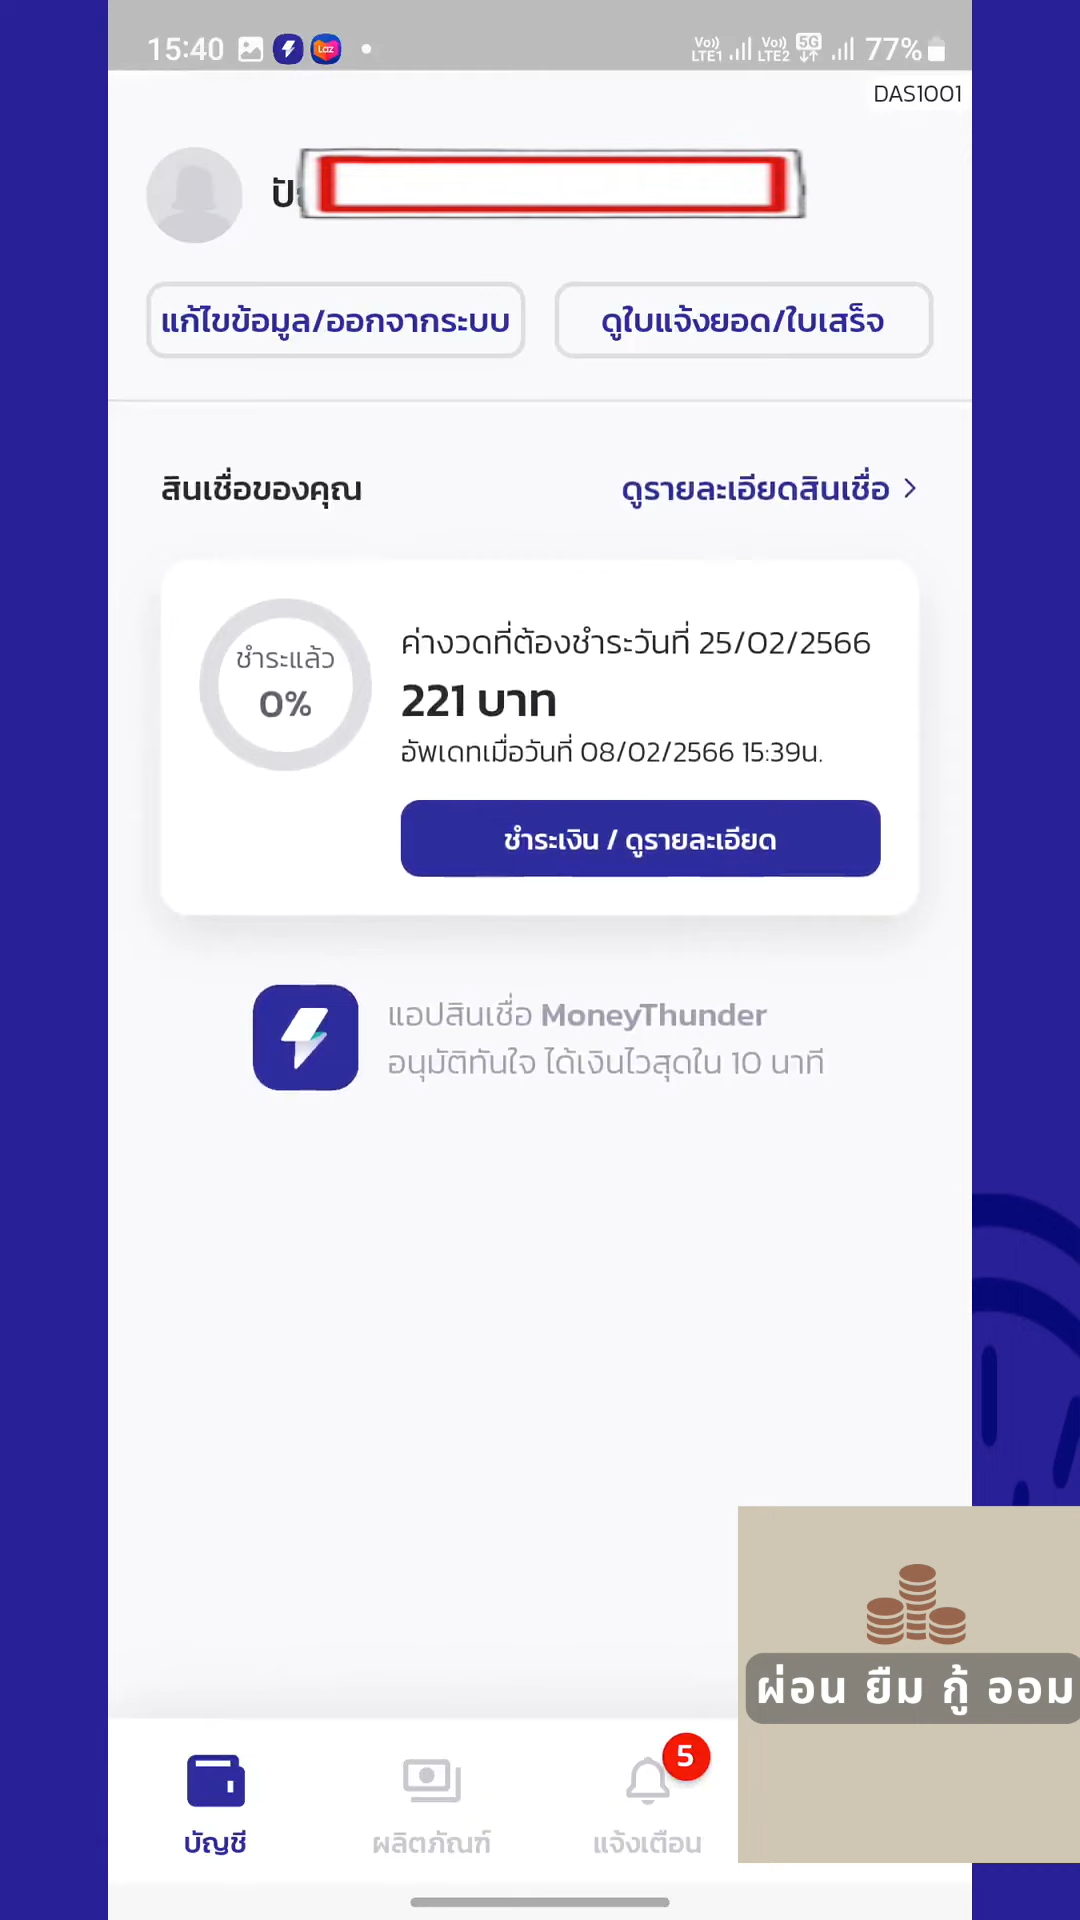 15:40
Vo)) LTE1 Vo)) LTE2 5G 77%
DAS1001
แก้ไขข้อมูล/ออกจากระบบ
ดูใบแจ้งยอด/ใบเสร็จ
สินเชื่อของคุณ
ดูรายละเอียดสินเชื่อ >
ชำระแล้ว
0%
ค่างวดที่ต้องชำระวันที่ 25/02/2566
221 บาท
อัพเดทเมื่อวันที่ 08/02/2566 15:39น.
ชำระเงิน / ดูรายละเอียด
แอปสินเชื่อ MoneyThunder
อนุมัติทันใจ ได้เงินไวสุดใน 10 นาที
ผ่อน ยืม กู้ ออม
5
บัญชี
ผลิตภัณฑ์
แจ้งเตือน